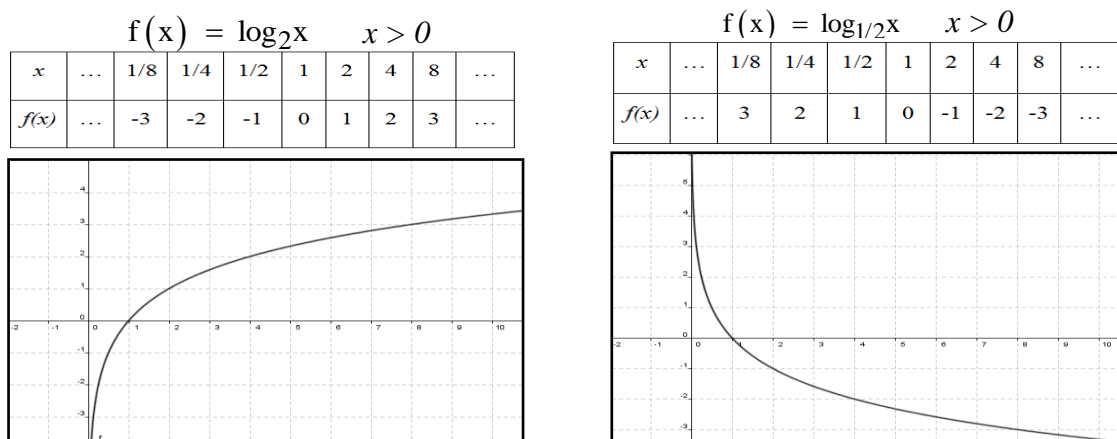 f(x) = log₂x x > 0
x … 1/8 1/4 1/2 1 2 4 8 …
f(x) … -3 -2 -1 0 1 2 3 …
4
3
2
1
-2 -1 0 1 2 3 4 5 6 7 8 9 10
-1
-2
-3
f(x) = log₁/₂x x > 0
x … 1/8 1/4 1/2 1 2 4 8 …
f(x) … 3 2 1 0 -1 -2 -3 …
5
4
3
2
1
0
-2 -1 0 1 2 3 4 5 6 7 8 9 10
-1
-2
-3